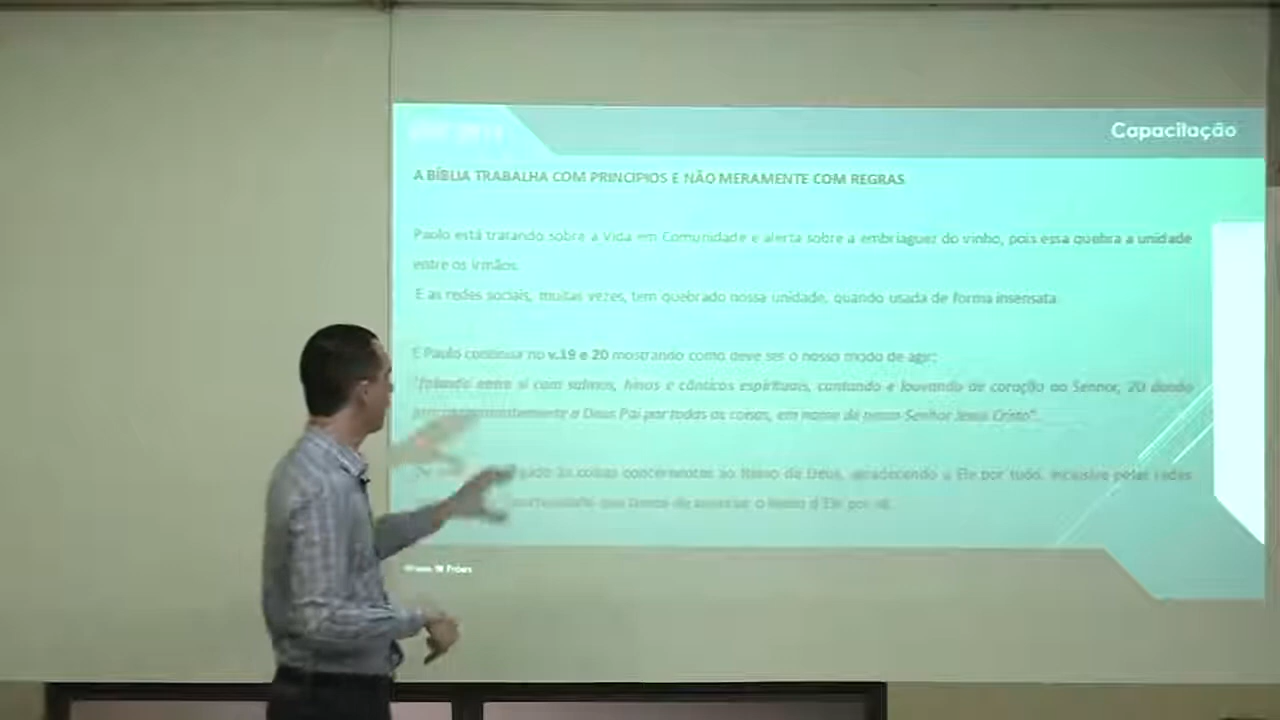 Capacitação
A BÍBLIA TRABALHA COM PRINCIPIOS E NÃO MERAMENTE COM REGRAS
Paulo está tratando sobre a Vida em Comunidade e alerta sobre a embriaguez do vinho, pois essa quebra a unidade
entre os irmãos.
E as redes sociais, muitas vezes, tem quebrado nossa unidade, quando usada de forma insensata.
E Paulo continua no v.19 e 20 mostrando como deve ser o nosso modo de agir:
"falando entre si com salmos, hinos e cânticos espirituais, cantando e louvando de coração ao Senhor, 20 dando
a Deus Pai por todas as coisas, em nome de nosso Senhor Jesus Cristo".
as coisas concernentes ao Reino de Deus, agradecendo a Ele por tudo, inclusive pelas redes
que temos de o Reino d Ele por